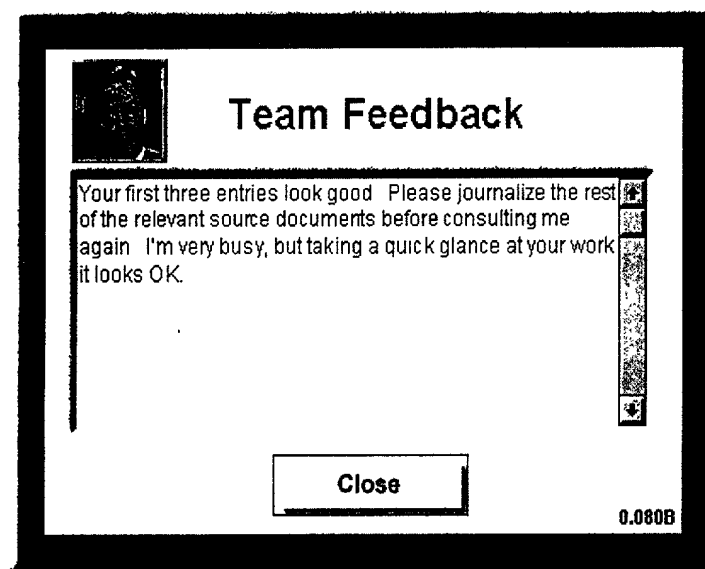 Team Feedback
Your first three entries look good Please journalize the rest
of the relevant source documents before consulting me
again I'm very busy, but taking a quick glance at your work
it looks OK.
Close
0.080B